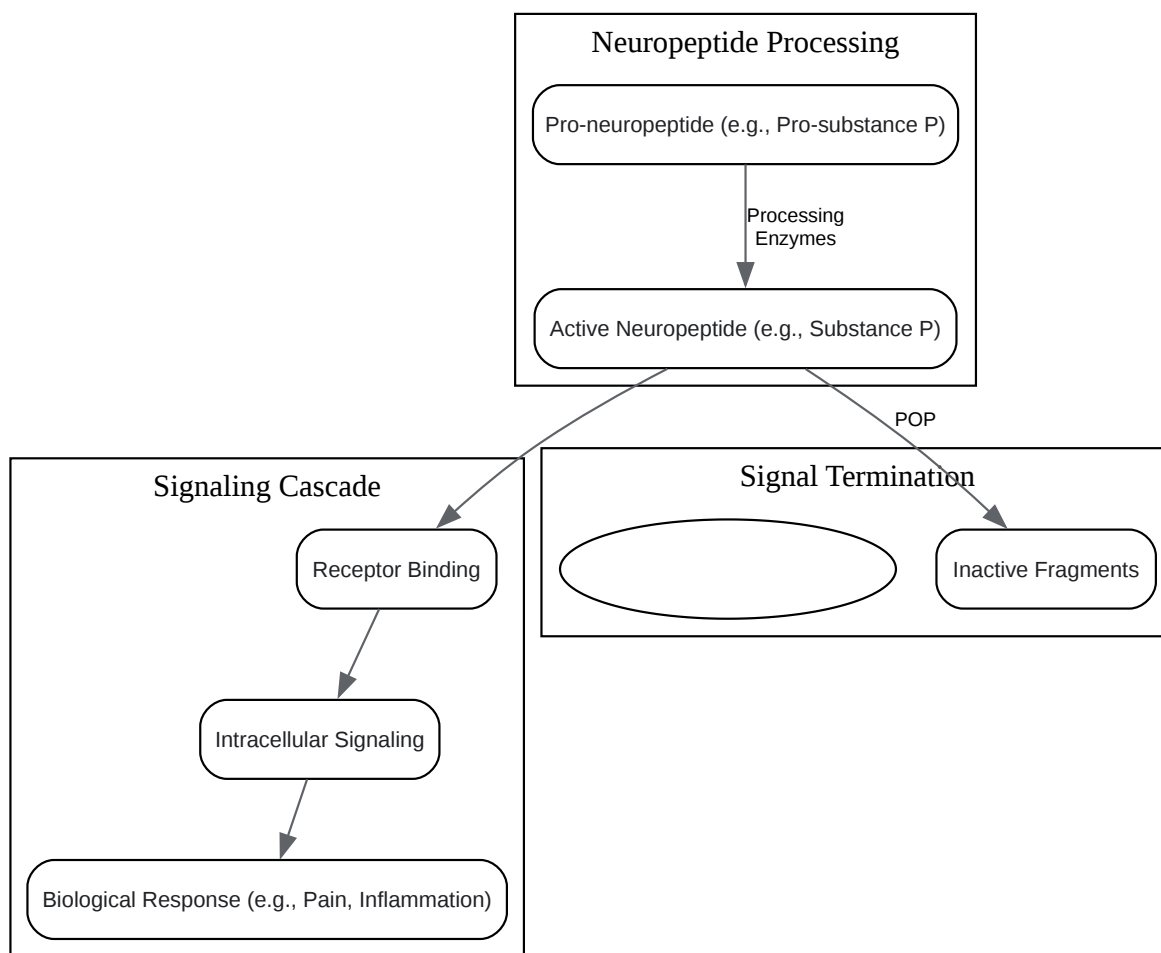 Neuropeptide Processing
Pro-neuropeptide (e.g., Pro-substance P)
Processing
Enzymes
Active Neuropeptide (e.g., Substance P)
POP
Signaling Cascade
Receptor Binding
Intracellular Signaling
Biological Response (e.g., Pain, Inflammation)
Signal Termination
Inactive Fragments